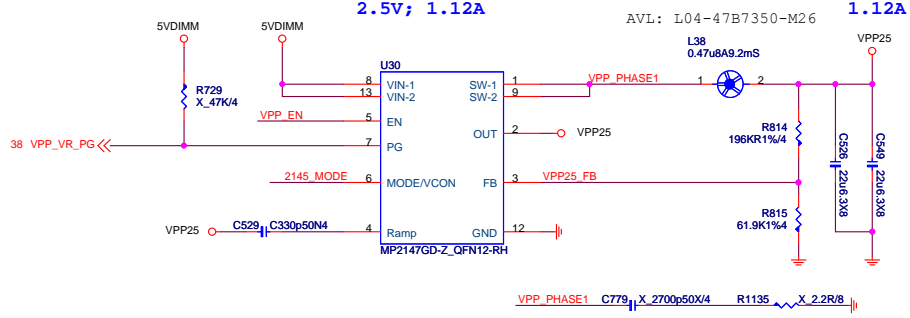 2.5V; 1.12A
AVL: L04-47B7350-M26
1.12A
5VDIMM
5VDIMM
VPP25
L38
0.47u8A9.2mS
U30
R729
X_47K/4
8 VIN-1 SW-1 1 VPP_PHASE1 1 2
13 VIN-2 SW-2 9
VPP_EN 5 EN
OUT 2 VPP25
R814
196KR1%/4
38 VPP_VR_PG 7 PG
C526
22u6.3X8
C549
22u6.3X8
2145_MODE 6 MODE/VCON FB 3 VPP25_FB
R815
61.9K1%4
VPP25 C529 C330p50N4 4 Ramp GND 12
MP2147GD-Z_QFN12-RH
VPP_PHASE1 C779 X_2700p50X/4 R1135 X_2.2R/8